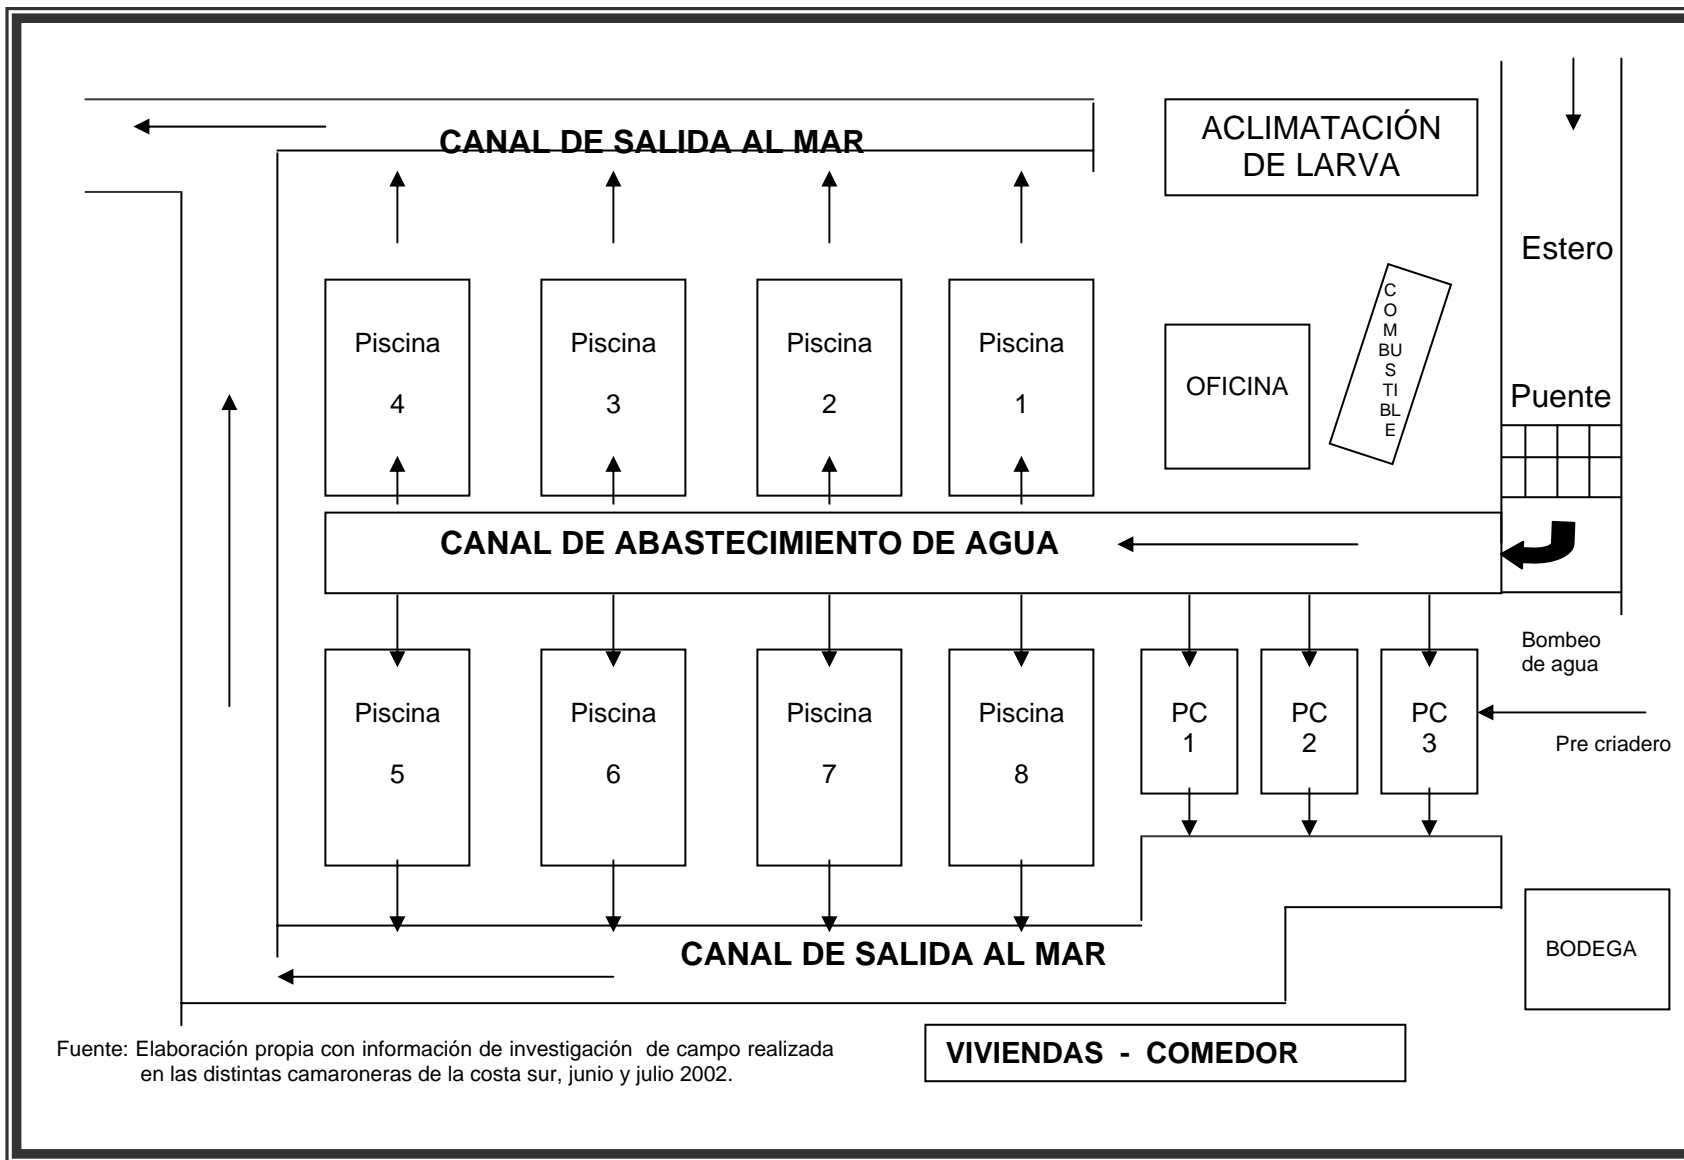 CANAL DE SALIDA AL MAR
ACLIMATACIÓN
DE LARVA
Estero
Puente
C
O
M
BU
S
TI
BL
E
OFICINA
Piscina
4
Piscina
3
Piscina
2
Piscina
1
CANAL DE ABASTECIMIENTO DE AGUA
Bombeo
de agua
Piscina
5
Piscina
6
Piscina
7
Piscina
8
PC
1
PC
2
PC
3
Pre criadero
CANAL DE SALIDA AL MAR
BODEGA
VIVIENDAS - COMEDOR
Fuente: Elaboración propia con información de investigación de campo realizada
en las distintas camaroneras de la costa sur, junio y julio 2002.